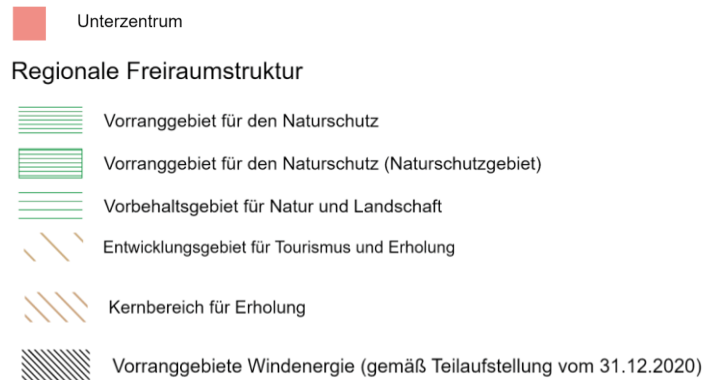 Unterzentrum
Regionale Freiraumstruktur
Vorranggebiet für den Naturschutz
Vorranggebiet für den Naturschutz (Naturschutzgebiet)
Vorbehaltsgebiet für Natur und Landschaft
Entwicklungsgebiet für Tourismus und Erholung
Kernbereich für Erholung
Vorranggebiete Windenergie (gemäß Teilaufstellung vom 31.12.2020)